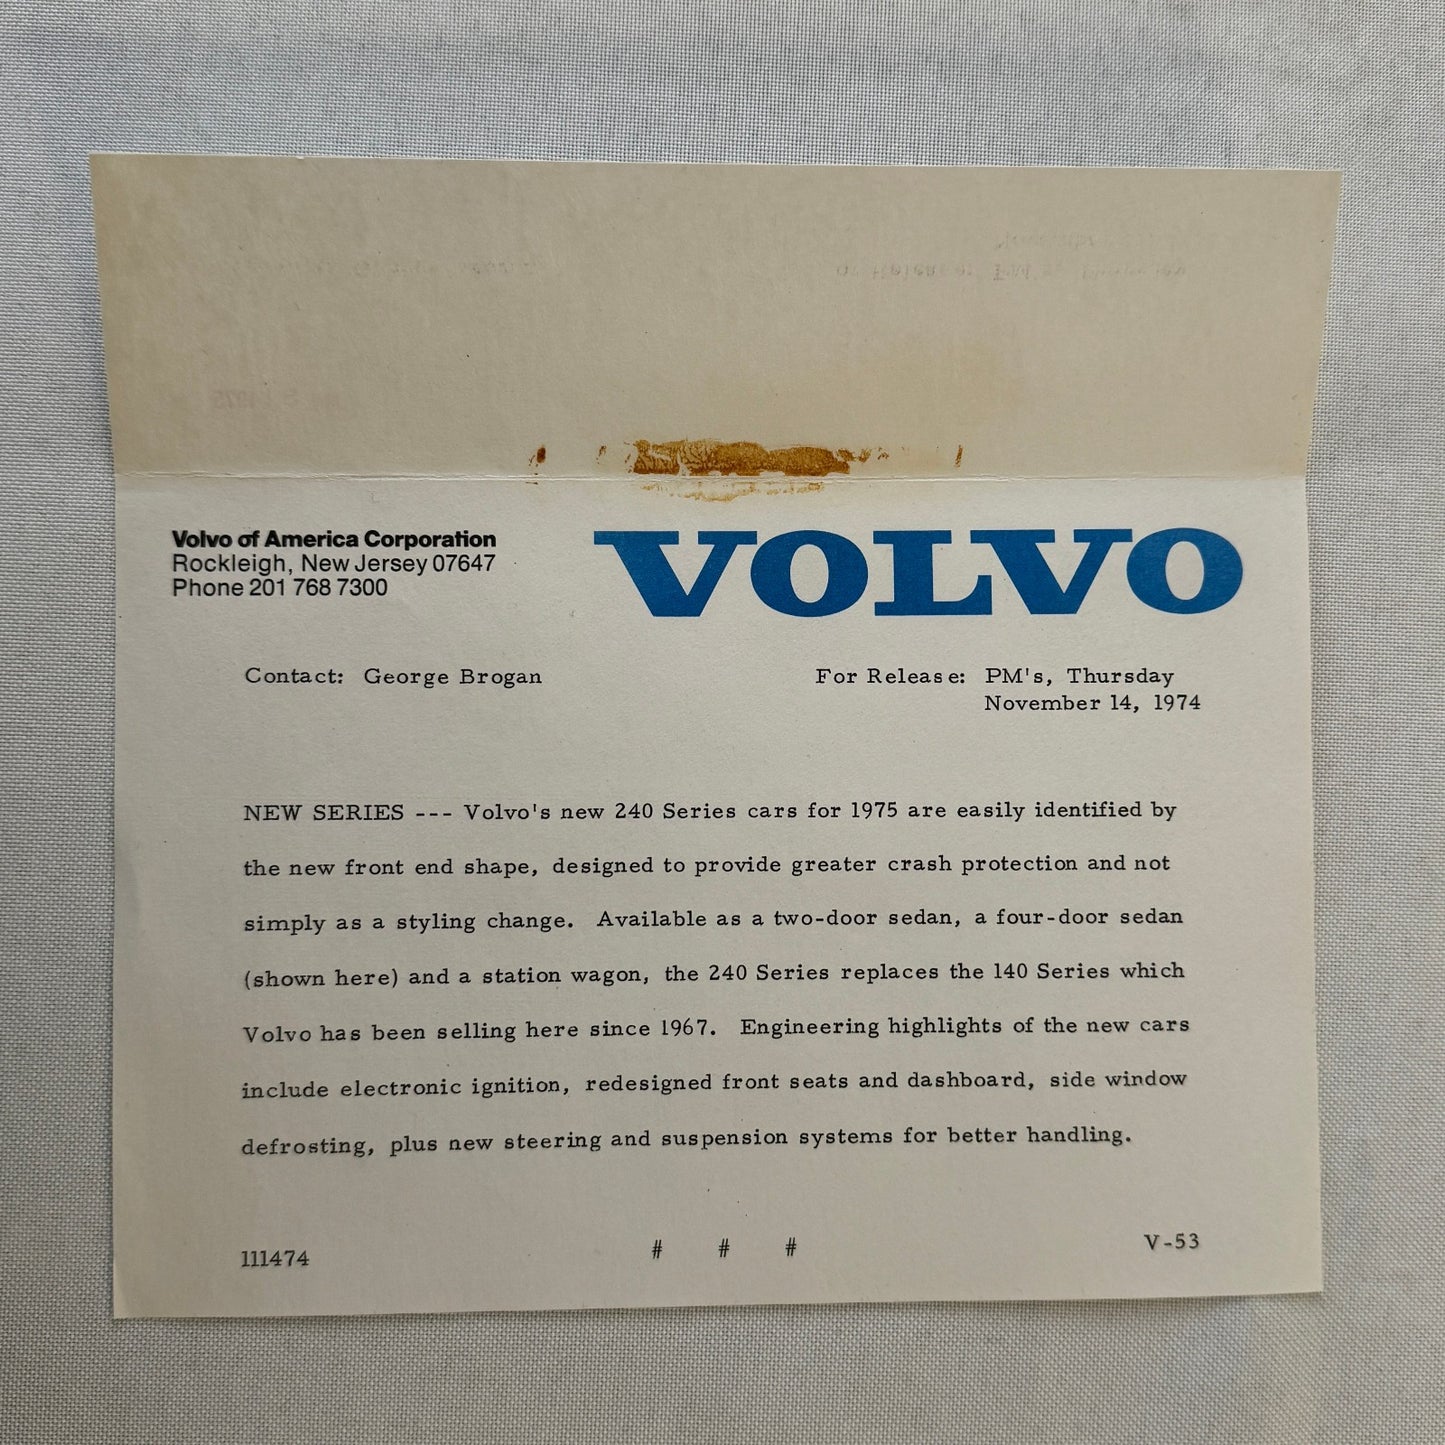 Volvo of America Corporation
Rockleigh, New Jersey 07647
Phone 201 768 7300
VOLVO
Contact: George Brogan
For Release: PM's, Thursday
November 14, 1974
NEW SERIES --- Volvo's new 240 Series cars for 1975 are easily identified by
the new front end shape, designed to provide greater crash protection and not
simply as a styling change. Available as a two-door sedan, a four-door sedan
(shown here) and a station wagon, the 240 Series replaces the 140 Series which
Volvo has been selling here since 1967. Engineering highlights of the new cars
include electronic ignition, redesigned front seats and dashboard, side window
defrosting, plus new steering and suspension systems for better handling.
111474
# # #
V-53